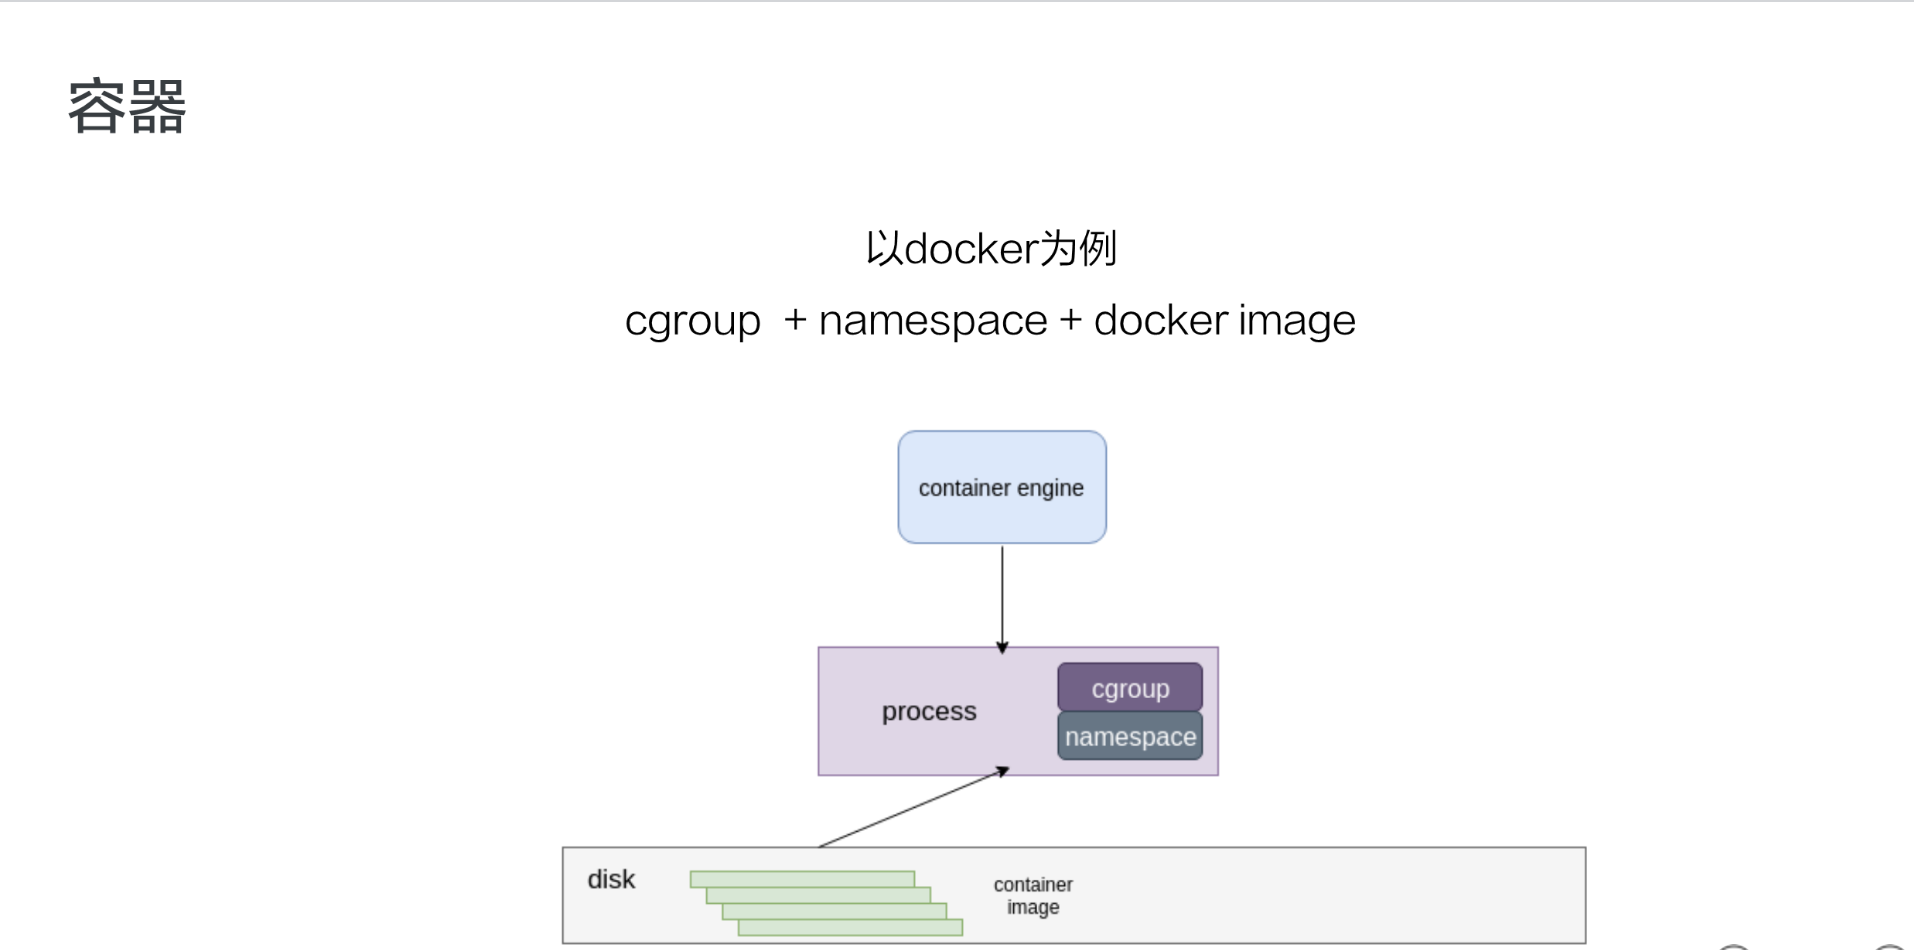 容器
以docker为例
cgroup + namespace + docker image
container engine
process
cgroup
namespace
disk
container
image